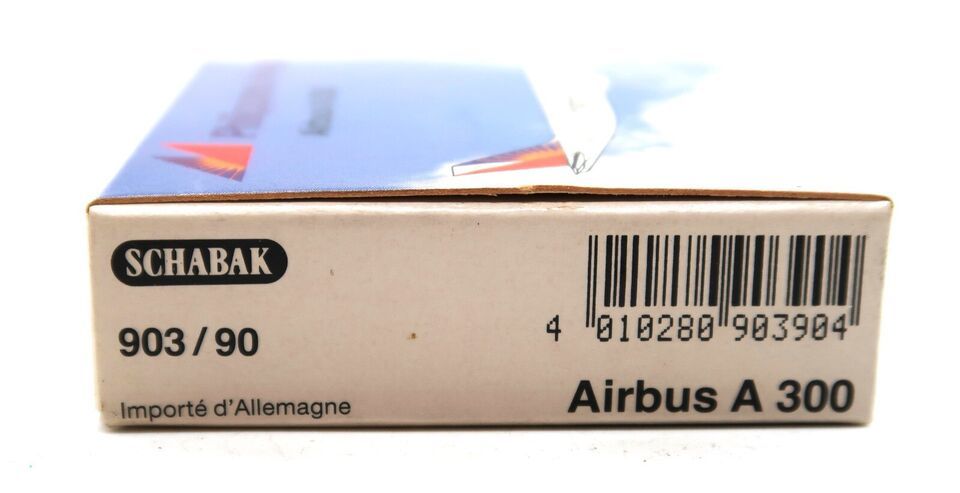 SCHABAK
903/90
Importé d'Allemagne
4 010280 903904
Airbus A 300